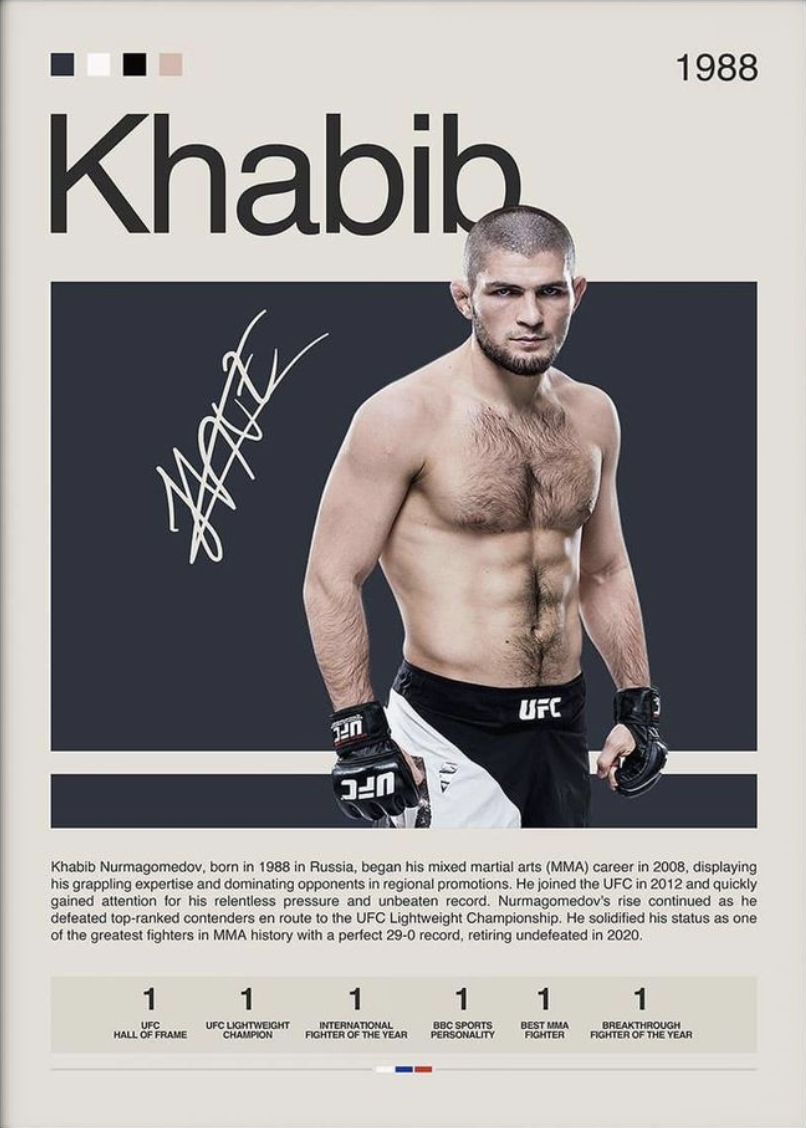 1988
Khabib
UFC
UFC
UFC
Khabib Nurmagomedov, born in 1988 in Russia, began his mixed martial arts (MMA) career in 2008, displaying
his grappling expertise and dominating opponents in regional promotions. He joined the UFC in 2012 and quickly
gained attention for his relentless pressure and unbeaten record. Nurmagomedov's rise continued as he
defeated top-ranked contenders en route to the UFC Lightweight Championship. He solidified his status as one
of the greatest fighters in MMA history with a perfect 29-0 record, retiring undefeated in 2020.
1 1 1 1 1 1
UFC UFC LIGHTWEIGHT INTERNATIONAL BBC SPORTS BEST MMA BREAKTHROUGH
HALL OF FRAME CHAMPION FIGHTER OF THE YEAR PERSONALITY FIGHTER FIGHTER OF THE YEAR